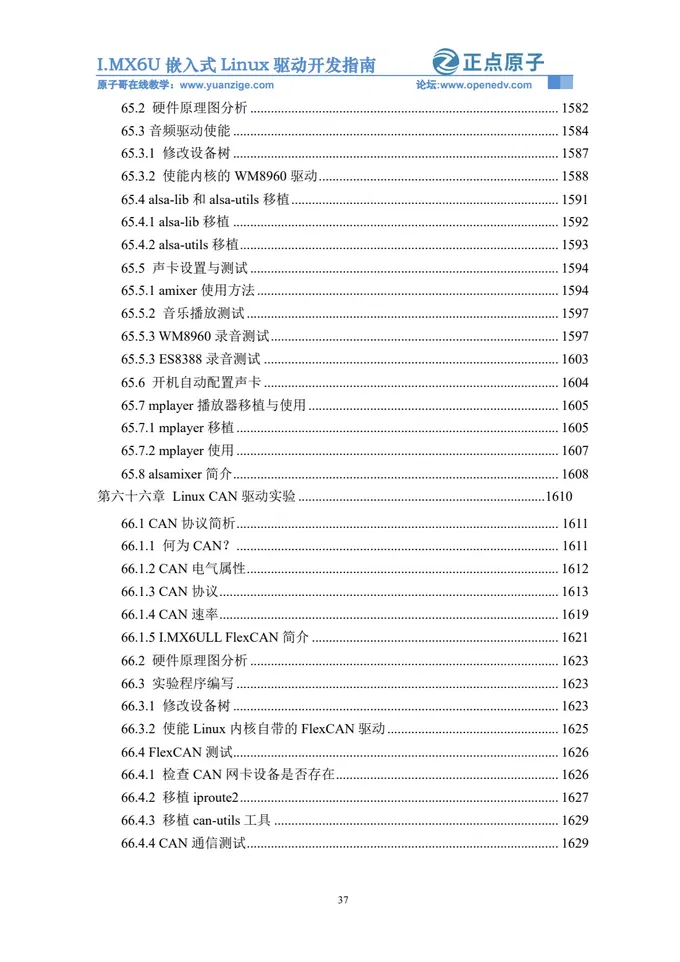 I.MX6U 嵌入式 Linux 驱动开发指南
正点原子
原子哥在线教学：www.yuanzige.com 论坛:www.openedv.com
65.2 硬件原理图分析 ........ 1582
65.3 音频驱动使能 ........ 1584
65.3.1 修改设备树 ........ 1587
65.3.2 使能内核的 WM8960 驱动 ........ 1588
65.4 alsa-lib 和 alsa-utils 移植 ........ 1591
65.4.1 alsa-lib 移植 ........ 1592
65.4.2 alsa-utils 移植 ........ 1593
65.5 声卡设置与测试 ........ 1594
65.5.1 amixer 使用方法 ........ 1594
65.5.2 音乐播放测试 ........ 1597
65.5.3 WM8960 录音测试 ........ 1597
65.5.3 ES8388 录音测试 ........ 1603
65.6 开机自动配置声卡 ........ 1604
65.7 mplayer 播放器移植与使用 ........ 1605
65.7.1 mplayer 移植 ........ 1605
65.7.2 mplayer 使用 ........ 1607
65.8 alsamixer 简介 ........ 1608
第六十六章 Linux CAN 驱动实验 ........ 1610
66.1 CAN 协议简析 ........ 1611
66.1.1 何为 CAN？ ........ 1611
66.1.2 CAN 电气属性 ........ 1612
66.1.3 CAN 协议 ........ 1613
66.1.4 CAN 速率 ........ 1619
66.1.5 I.MX6ULL FlexCAN 简介 ........ 1621
66.2 硬件原理图分析 ........ 1623
66.3 实验程序编写 ........ 1623
66.3.1 修改设备树 ........ 1623
66.3.2 使能 Linux 内核自带的 FlexCAN 驱动 ........ 1625
66.4 FlexCAN 测试 ........ 1626
66.4.1 检查 CAN 网卡设备是否存在 ........ 1626
66.4.2 移植 iproute2 ........ 1627
66.4.3 移植 can-utils 工具 ........ 1629
66.4.4 CAN 通信测试 ........ 1629
37